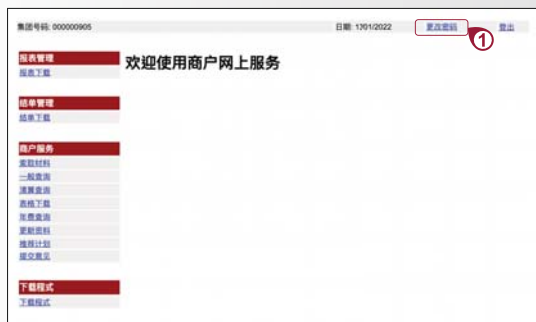 集团号码: 000000905 日期: 17/01/2022 更改密码 登出
1
报表管理
报表下载
欢迎使用商户网上服务
结单管理
结单下载
商户服务
索取材料
一般查询
清算查询
表格下载
年费查询
更新资料
推荐计划
提交意见
下载程式
下载程式